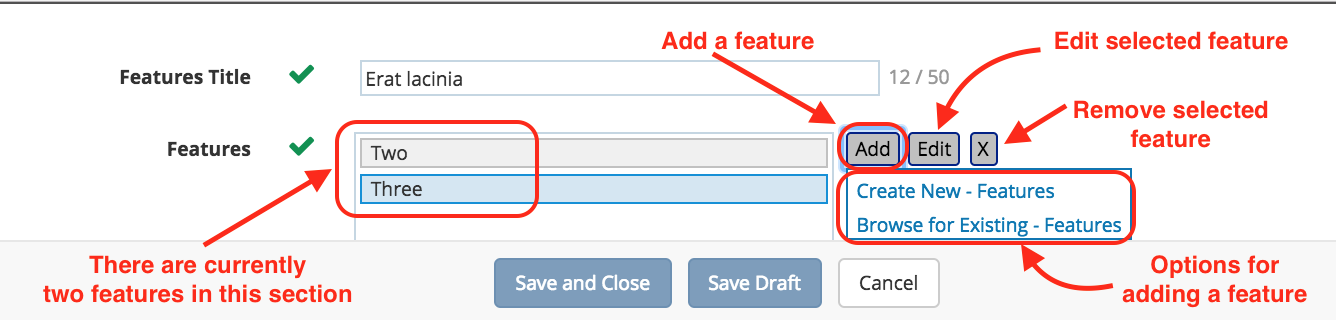 Add a feature
Edit selected feature
Features Title
Erat lacinia
12 / 50
Remove selected
feature
Features
Two
Three
Add
Edit
X
Create New - Features
Browse for Existing - Features
There are currently
two features in this section
Save and Close
Save Draft
Cancel
Options for
adding a feature